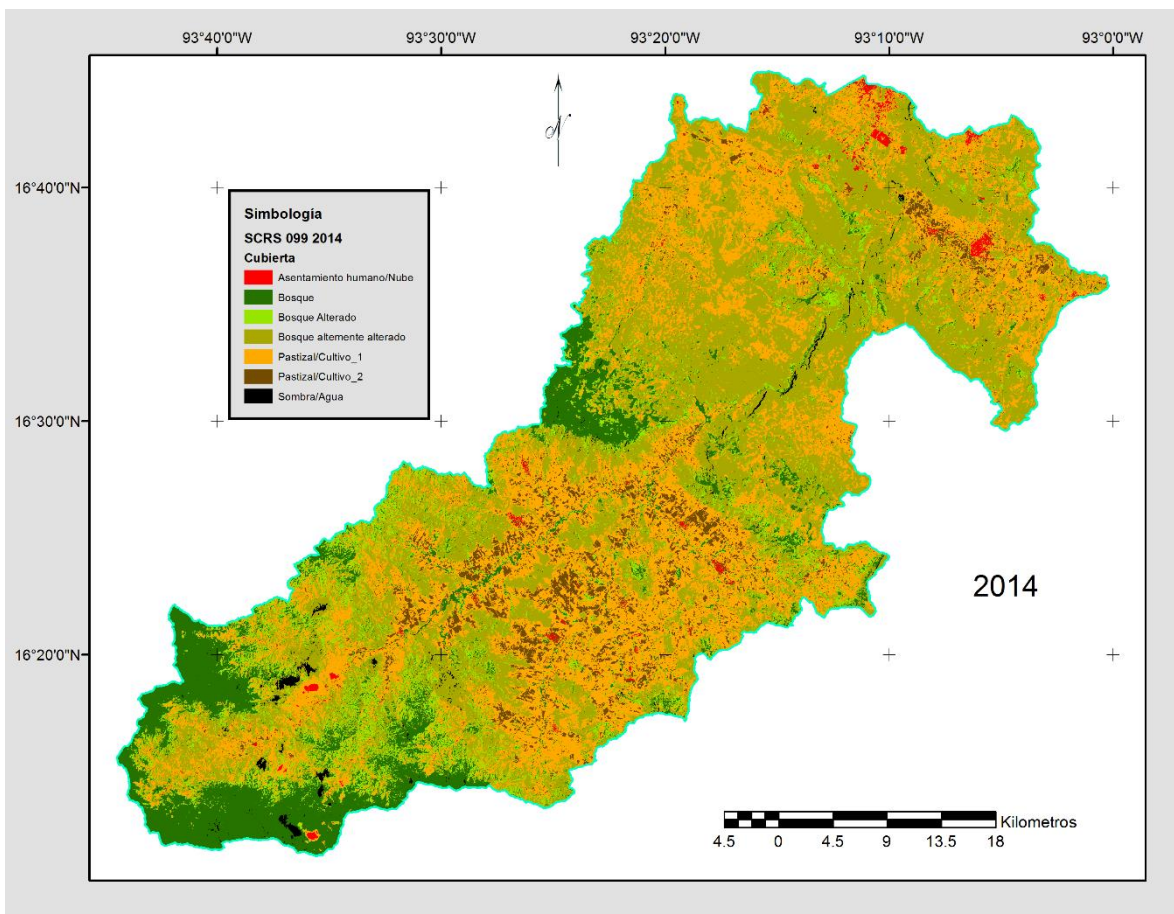 93°40'0"W 93°30'0"W 93°20'0"W 93°10'0"W 93°0'0"W
N
16°40'0"N
Simbología
SCRS 099 2014
Cubierta
Asentamiento humano/Nube
Bosque
Bosque Alterado
Bosque altemente alterado
Pastizal/Cultivo_1
Pastizal/Cultivo_2
Sombra/Agua
16°30'0"N
2014
16°20'0"N
Kilometros
4.5 0 4.5 9 13.5 18